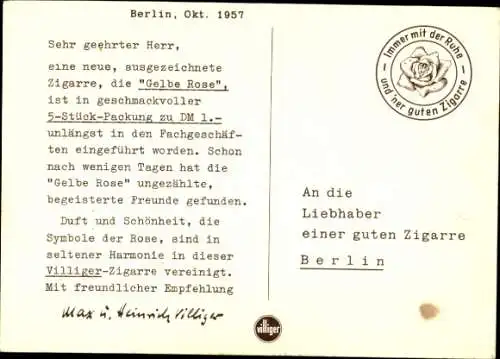 Berlin, Okt. 1957
Sehr geehrter Herr,
eine neue, ausgezeichnete
Zigarre, die "Gelbe Rose",
ist in geschmackvoller
5-Stück-Packung zu DM 1.-
unlängst in den Fachgeschäf-
ten eingeführt worden. Schon
nach wenigen Tagen hat die
"Gelbe Rose" ungezählte,
begeisterte Freunde gefunden.
Duft und Schönheit, die
Symbole der Rose, sind in
seltener Harmonie in dieser
Villiger-Zigarre vereinigt.
Mit freundlicher Empfehlung
Max u. Heinrich Villiger
villiger
— Immer mit der Ruhe —
und 'ner guten Zigarre
An die
Liebhaber
einer guten Zigarre
Berlin